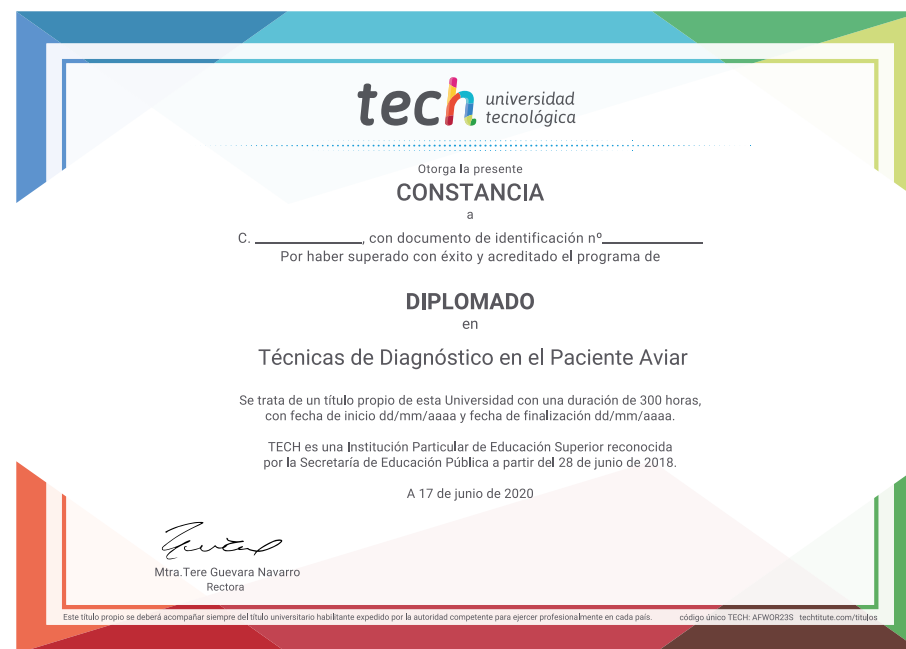 tech universidad
tecnológica
Otorga la presente
CONSTANCIA
a
C. ______________, con documento de identificación nº______________
Por haber superado con éxito y acreditado el programa de
DIPLOMADO
en
Técnicas de Diagnóstico en el Paciente Aviar
Se trata de un título propio de esta Universidad con una duración de 300 horas,
con fecha de inicio dd/mm/aaaa y fecha de finalización dd/mm/aaaa.
TECH es una Institución Particular de Educación Superior reconocida
por la Secretaría de Educación Pública a partir del 28 de junio de 2018.
A 17 de junio de 2020
Mtra.Tere Guevara Navarro
Rectora
Este título propio se deberá acompañar siempre del título universitario habilitante expedido por la autoridad competente para ejercer profesionalmente en cada país. código único TECH: AFWOR23S techtitute.com/titulos